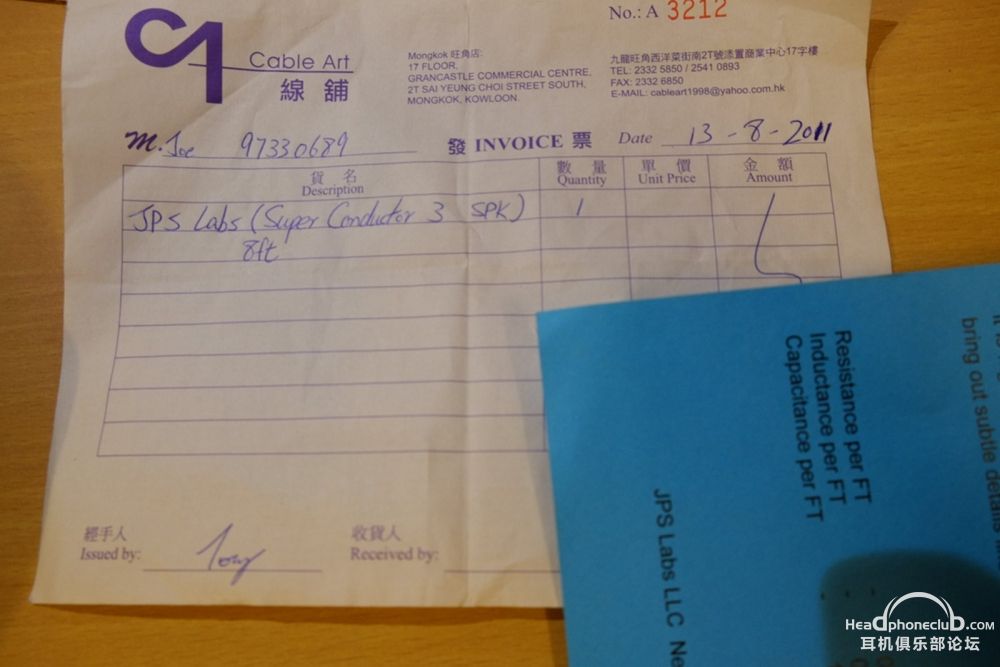 No.: A 3212
Cable Art
線 舖
Mongkok 旺角店:
17 FLOOR,
GRANCASTLE COMMERCIAL CENTRE,
2T SAI YEUNG CHOI STREET SOUTH,
MONGKOK, KOWLOON.
九龍旺角西洋菜街南2T號添置商業中心17字樓
TEL: 2332 5850 / 2541 0893
FAX: 2332 6850
E-MAIL: cableart1998@yahoo.com.hk
M. Joe 97330689
發 INVOICE 票
Date 13-8-2011
貨 名 數 量 單 價 金 額
Description Quantity Unit Price Amount
JPS Labs (Super Conductor 3 SPK) 1
8ft
經手人 收貨人
Issued by: Tony Received by:
Resistance per FT
Inductance per FT
Capacitance per FT
JPS Labs LLC Ne
bring out subtle details
Headphoneclub.com
耳机俱乐部论坛